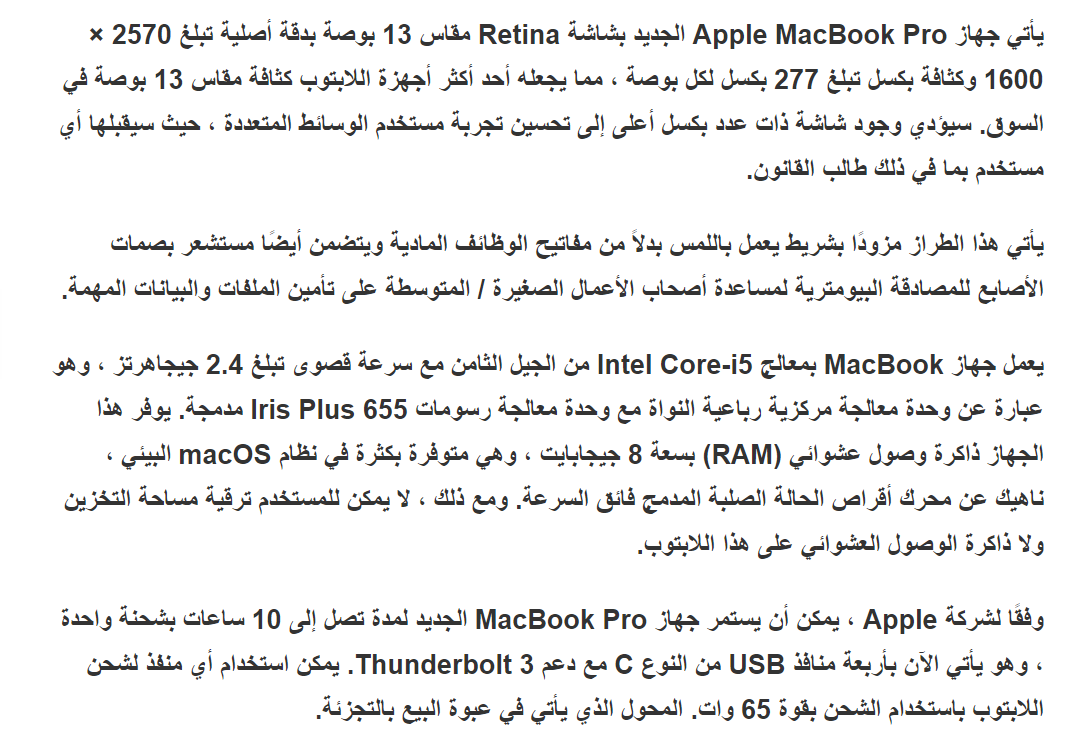 يأتي جهاز Apple MacBook Pro الجديد بشاشة Retina مقاس 13 بوصة بدقة أصلية تبلغ 2570 ×
1600 وكثافة بكسل تبلغ 277 بكسل لكل بوصة ، مما يجعله أحد أكثر أجهزة اللابتوب كثافة مقاس 13 بوصة في
السوق. سيؤدي وجود شاشة ذات عدد بكسل أعلى إلى تحسين تجربة مستخدم الوسائط المتعددة ، حيث سيقبلها أي
مستخدم بما في ذلك طالب القانون.
يأتي هذا الطراز مزودًا بشريط يعمل باللمس بدلاً من مفاتيح الوظائف المادية ويتضمن أيضًا مستشعر بصمات
الأصابع للمصادقة البيومترية لمساعدة أصحاب الأعمال الصغيرة / المتوسطة على تأمين الملفات والبيانات المهمة.
يعمل جهاز MacBook بمعالج Intel Core-i5 من الجيل الثامن مع سرعة قصوى تبلغ 2.4 جيجاهرتز ، وهو
عبارة عن وحدة معالجة مركزية رباعية النواة مع وحدة معالجة رسومات Iris Plus 655 مدمجة. يوفر هذا
الجهاز ذاكرة وصول عشوائي (RAM) بسعة 8 جيجابايت ، وهي متوفرة بكثرة في نظام macOS البيئي ،
ناهيك عن محرك أقراص الحالة الصلبة المدمج فائق السرعة. ومع ذلك ، لا يمكن للمستخدم ترقية مساحة التخزين
ولا ذاكرة الوصول العشوائي على هذا اللابتوب.
وفقًا لشركة Apple ، يمكن أن يستمر جهاز MacBook Pro الجديد لمدة تصل إلى 10 ساعات بشحنة واحدة
، وهو يأتي الآن بأربعة منافذ USB من النوع C مع دعم Thunderbolt 3. يمكن استخدام أي منفذ لشحن
اللابتوب باستخدام الشحن بقوة 65 وات. المحول الذي يأتي في عبوة البيع بالتجزئة.